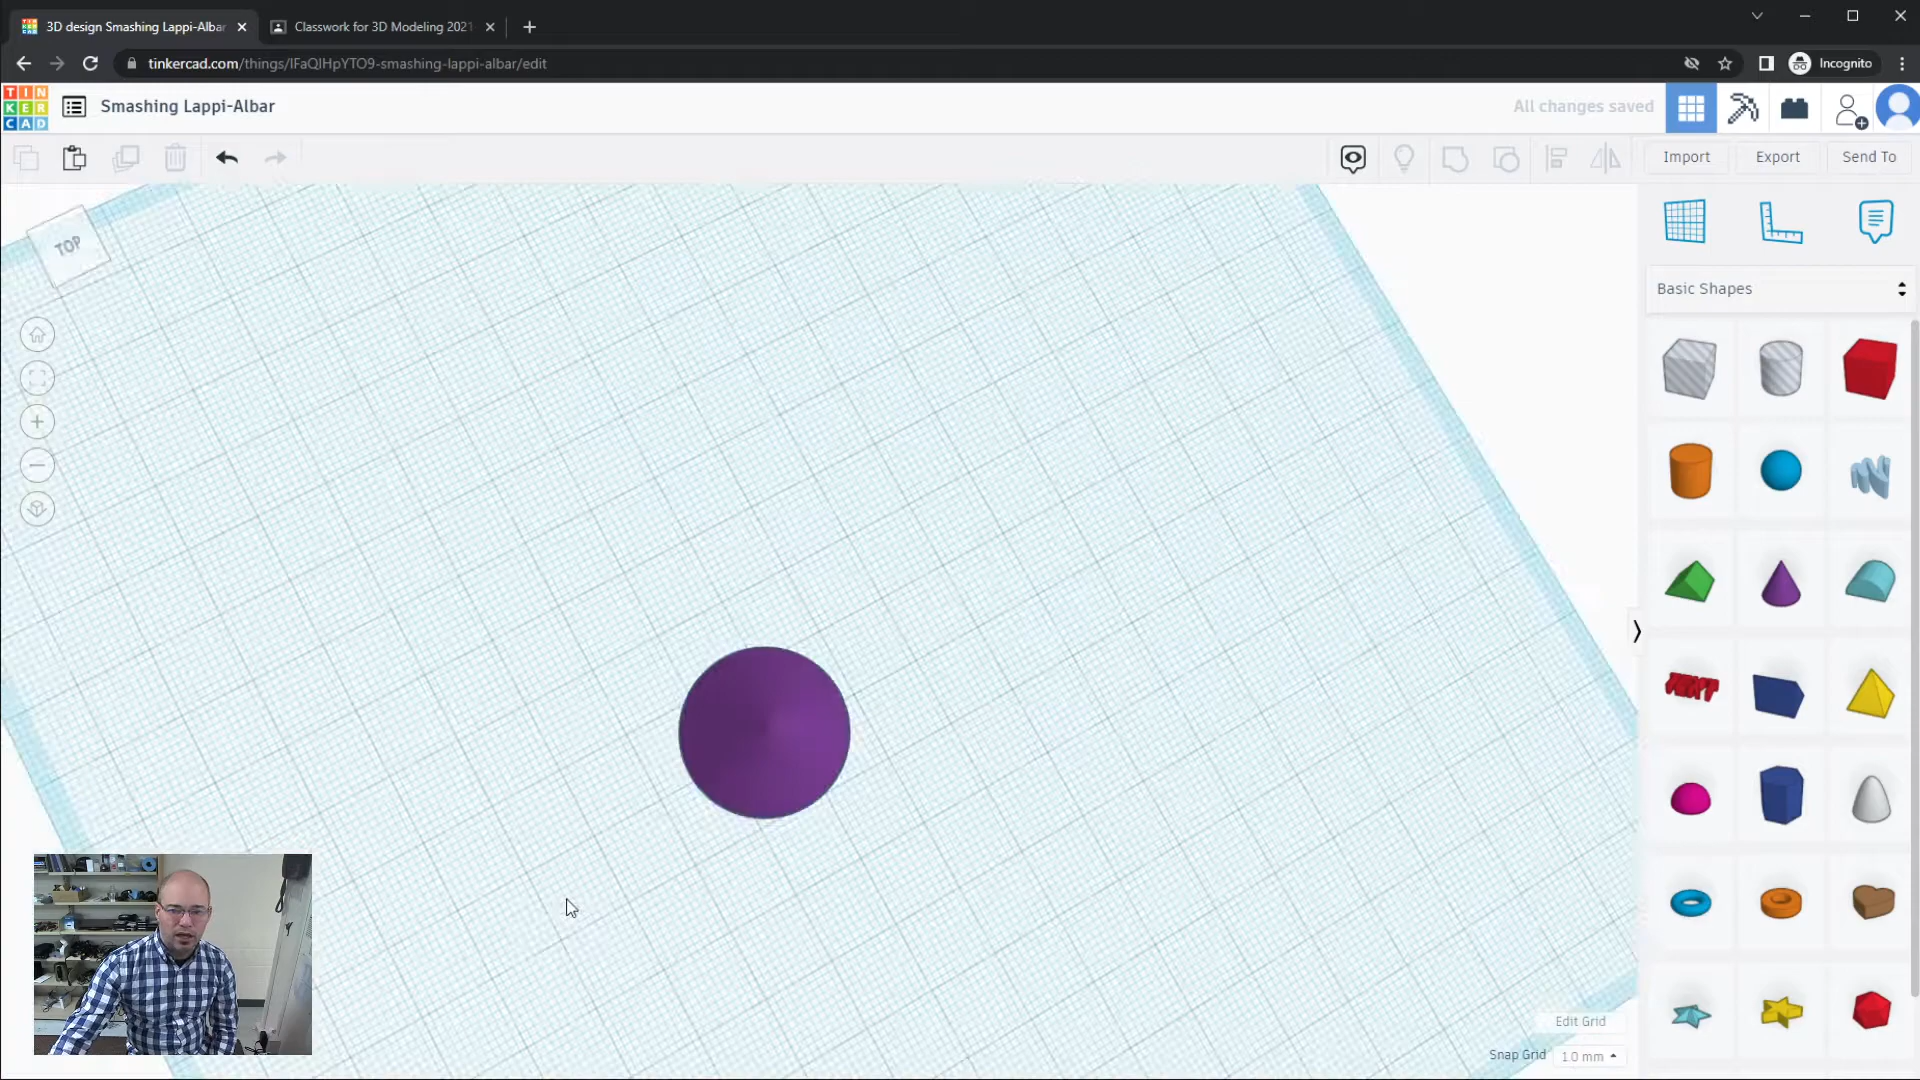 3D design Smashing Lappi-Albar
Classwork for 3D Modeling 2021
tinkercad.com/things/lFaQlHpYTO9-smashing-lappi-albar/edit
Incognito
TIN
KER
CAD
Smashing Lappi-Albar
All changes saved
Import
Export
Send To
TOP
Basic Shapes
TEXT
Edit Grid
Snap Grid
1.0 mm